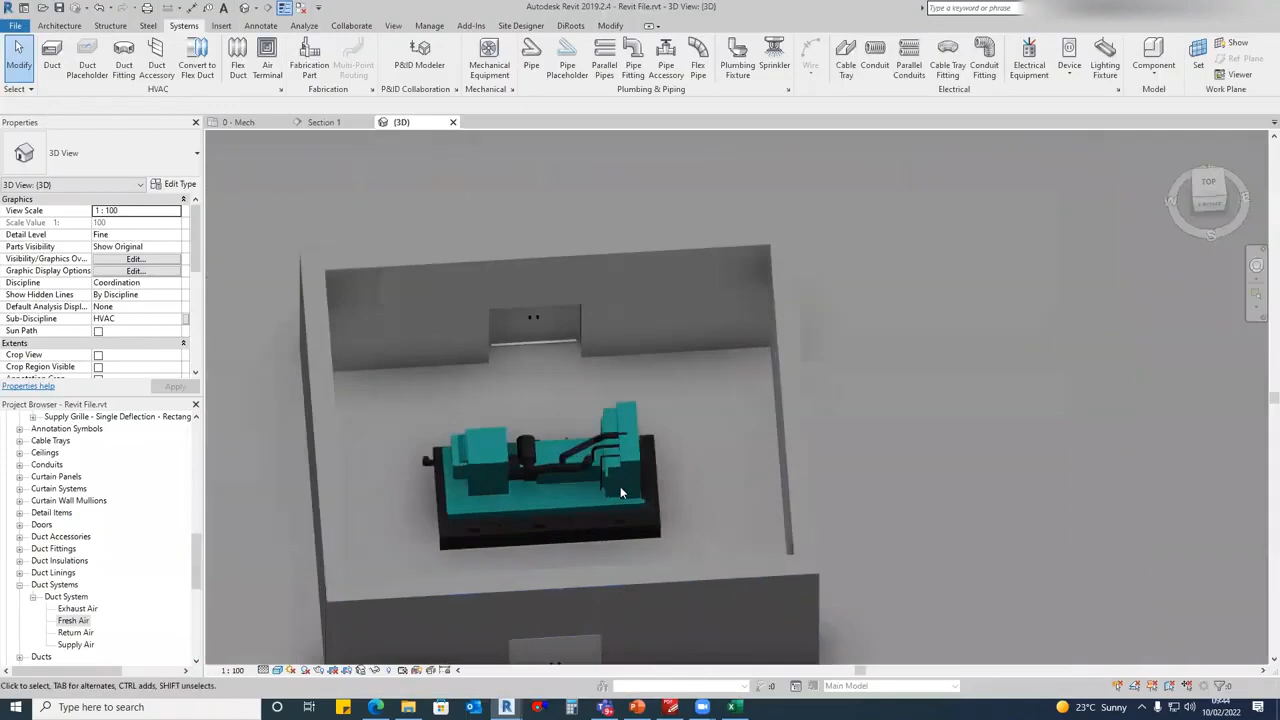 Autodesk Revit 2019.2.4 - Revit File.rvt - 3D View: {3D}
Type a keyword or phrase
File Architecture Structure Steel Precast Systems Insert Annotate Analyze Massing & Site Collaborate View Manage Add-Ins Site Designer DiRoots Modify
Modify
Duct
Duct Placeholder
Duct Fitting
Duct Accessory
Convert to Flex Duct
Flex Duct
Air Terminal
Fabrication Part
Multi-Point Routing
P&ID Modeler
Mechanical Equipment
Pipe
Pipe Placeholder
Parallel Pipes
Pipe Fitting
Pipe Accessory
Flex Pipe
Plumbing Fixture
Sprinkler
Wire
Cable Tray
Conduit
Parallel Conduits
Cable Tray Fitting
Conduit Fitting
Electrical Equipment
Device
Lighting Fixture
Component
Set
Show
Ref Plane
Viewer
Select HVAC Fabrication P&ID Collaboration Mechanical Plumbing & Piping Electrical Model Work Plane
Properties
0 - Mech
Section 1
{3D}
3D View
3D View: {3D}
Edit Type
Graphics
View Scale 1 : 100
Scale Value 1: 100
Detail Level Fine
Parts Visibility Show Original
Visibility/Graphics Ov... Edit...
Graphic Display Options Edit...
Discipline Coordination
Show Hidden Lines By Discipline
Default Analysis Displ... None
Sub-Discipline HVAC
Sun Path
Extents
Crop View
Crop Region Visible
Properties help
Apply
Project Browser - Revit File.rvt
Supply Grille - Single Deflection - Rectang
Annotation Symbols
Cable Trays
Ceilings
Conduits
Curtain Panels
Curtain Systems
Curtain Wall Mullions
Detail Items
Doors
Duct Accessories
Duct Fittings
Duct Insulations
Duct Linings
Duct Systems
Duct System
Exhaust Air
Fresh Air
Return Air
Supply Air
Ducts
TOP
W
S
1 : 100
Click to select, TAB for alternates, CTRL adds, SHIFT unselects.
:0
Main Model
:0
Type here to search
23°C Sunny
09:44
10/02/2022